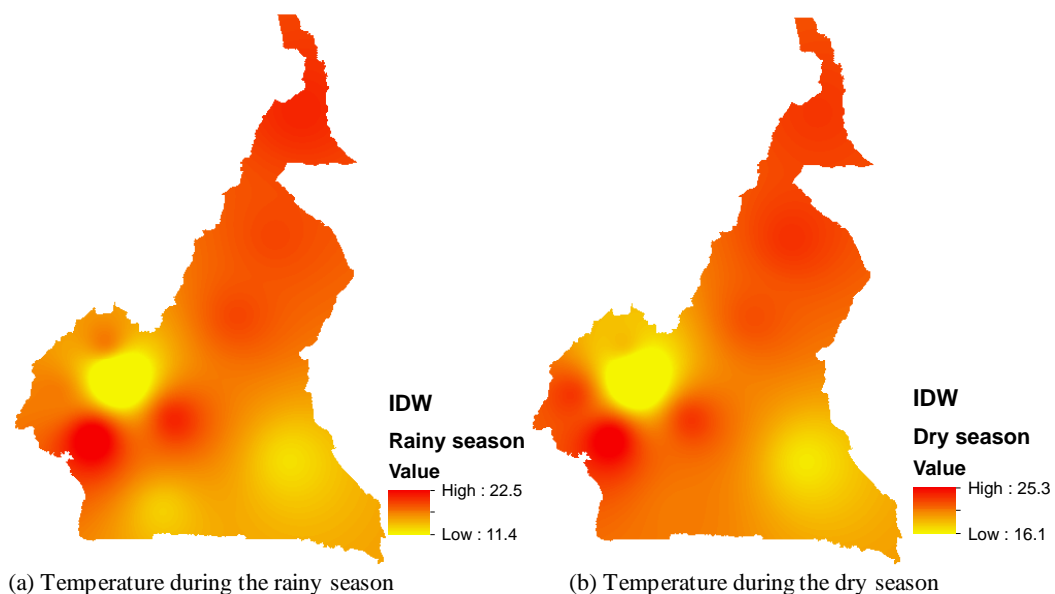 IDW
Rainy season
Value
High : 22.5
Low : 11.4
IDW
Dry season
Value
High : 25.3
Low : 16.1
(a) Temperature during the rainy season
(b) Temperature during the dry season